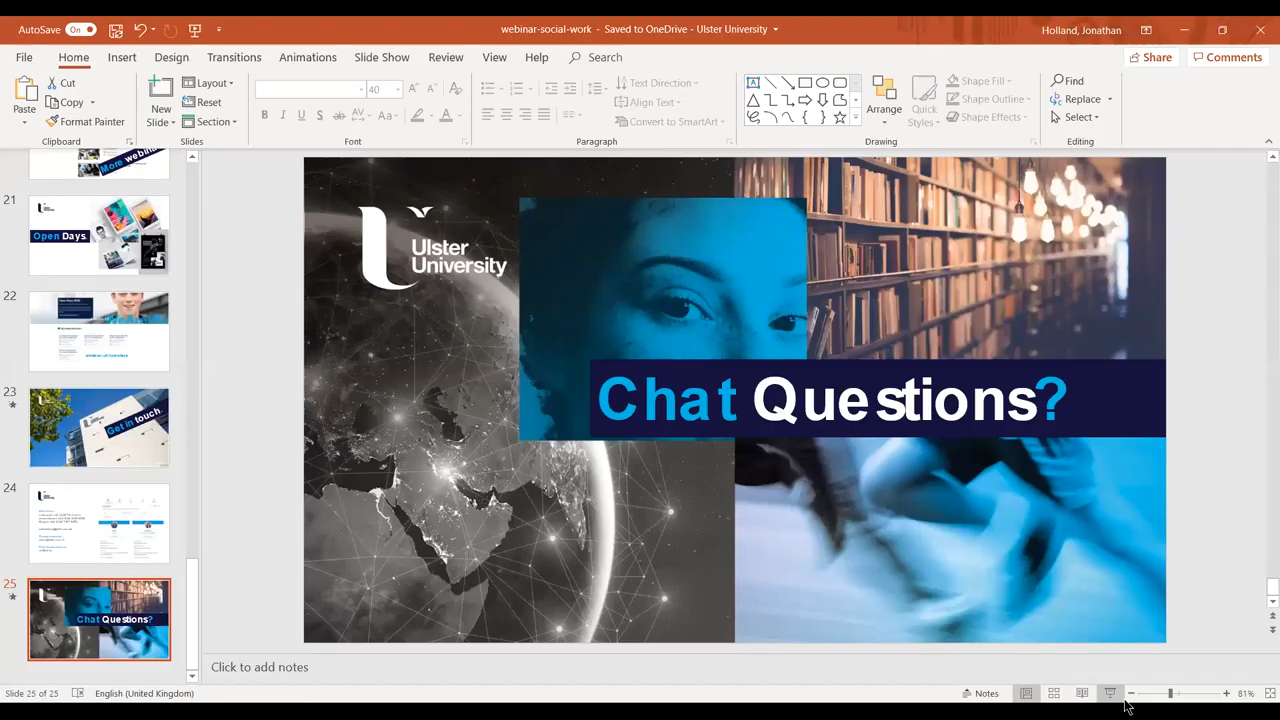 AutoSave On
webinar-social-work - Saved to OneDrive - Ulster University
Holland, Jonathan
File Home Insert Design Transitions Slide Show Animations Review View Help Search
Share Comments
Paste
Cut
Copy
Format Painter
Clipboard
New Slide
Layout
Reset
Section
Slides
40
Font
Text Direction
Align Text
Convert to SmartArt
Paragraph
Arrange
Quick Styles
Shape Fill
Shape Outline
Shape Effects
Drawing
Find
Replace
Select
Editing
More webin
21
Open Days.
22
23
Get in touch.
24
25
Chat Questions?
Ulster
University
Chat Questions?
Click to add notes
Slide 25 of 25 English (United Kingdom)
Notes
81%